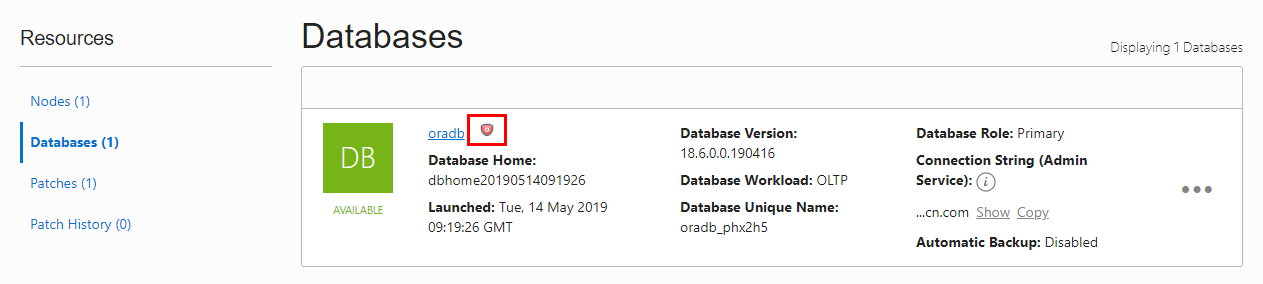 Resources
Nodes (1)
Databases (1)
Patches (1)
Patch History (0)
Databases
Displaying 1 Databases
DB
AVAILABLE
oradb
Database Home:
dbhome20190514091926
Launched: Tue, 14 May 2019
09:19:26 GMT
Database Version:
18.6.0.0.190416
Database Workload: OLTP
Database Unique Name:
oradb_phx2h5
Database Role: Primary
Connection String (Admin
Service): i
...cn.com Show Copy
Automatic Backup: Disabled